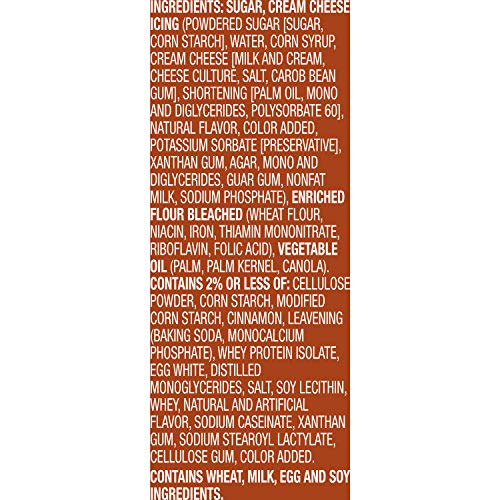 INGREDIENTS: SUGAR, CREAM CHEESE
ICING (POWDERED SUGAR [SUGAR,
CORN STARCH], WATER, CORN SYRUP,
CREAM CHEESE [MILK AND CREAM,
CHEESE CULTURE, SALT, CAROB BEAN
GUM], SHORTENING [PALM OIL, MONO
AND DIGLYCERIDES, POLYSORBATE 60],
NATURAL FLAVOR, COLOR ADDED,
POTASSIUM SORBATE [PRESERVATIVE],
XANTHAN GUM, AGAR, MONO AND
DIGLYCERIDES, GUAR GUM, NONFAT
MILK, SODIUM PHOSPHATE), ENRICHED
FLOUR BLEACHED (WHEAT FLOUR,
NIACIN, IRON, THIAMIN MONONITRATE,
RIBOFLAVIN, FOLIC ACID), VEGETABLE
OIL (PALM, PALM KERNEL, CANOLA).
CONTAINS 2% OR LESS OF: CELLULOSE
POWDER, CORN STARCH, MODIFIED
CORN STARCH, CINNAMON, LEAVENING
(BAKING SODA, MONOCALCIUM
PHOSPHATE), WHEY PROTEIN ISOLATE,
EGG WHITE, DISTILLED
MONOGLYCERIDES, SALT, SOY LECITHIN,
WHEY, NATURAL AND ARTIFICIAL
FLAVOR, SODIUM CASEINATE, XANTHAN
GUM, SODIUM STEAROYL LACTYLATE,
CELLULOSE GUM, COLOR ADDED.
CONTAINS WHEAT, MILK, EGG AND SOY
INGREDIENTS.